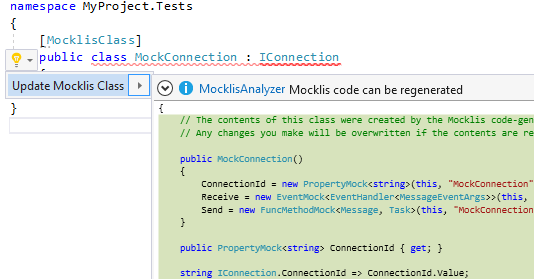 namespace MyProject.Tests
{
[MocklisClass]
public class MockConnection : IConnection
Update Mocklis Class
MocklisAnalyzer Mocklis code can be regenerated
}
{
// The contents of this class were created by the Mocklis code-gen
// Any changes you make will be overwritten if the contents are re
public MockConnection()
{
ConnectionId = new PropertyMock<string>(this, "MockConnection"
Receive = new EventMock<EventHandler<MessageEventArgs>>(this,
Send = new FuncMethodMock<Message, Task>(this, "MockConnection
}
public PropertyMock<string> ConnectionId { get; }
string IConnection.ConnectionId => ConnectionId.Value;